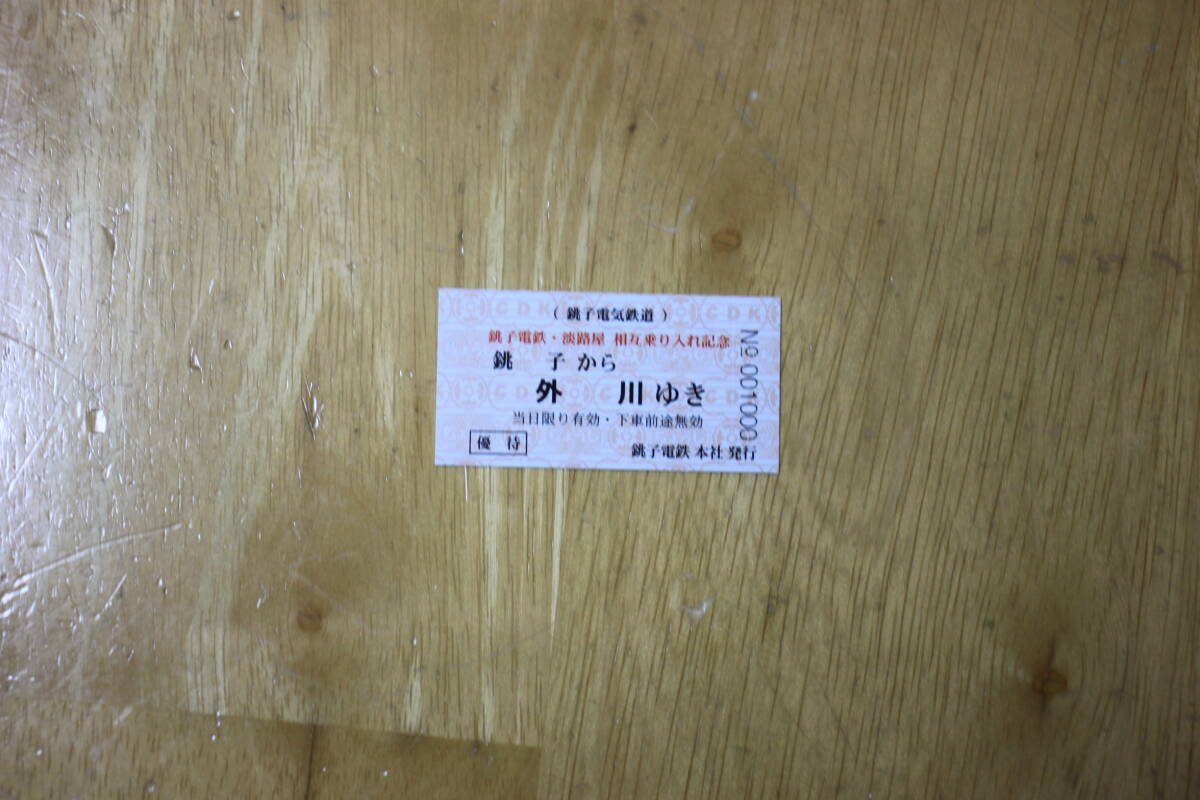 ( 銚子電気鉄道 )
銚子電鉄・淡路屋 相互乗り入れ記念
銚 子 から
外 川 ゆき
当日限り有効・下車前途無効
優 待
銚子電鉄 本社 発行
№ 001000
CDK